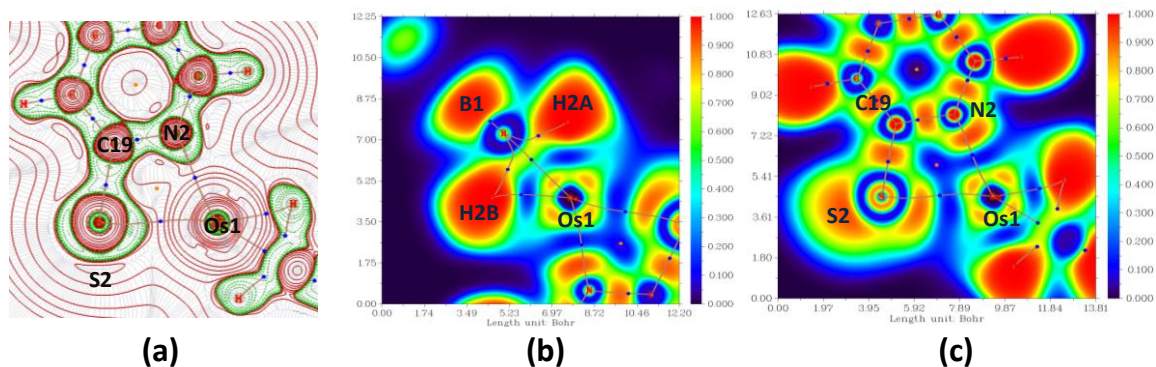 H
H
N2
C19
Os1
S2
H
H
(a)
12.25
10.50
8.75
7.00
5.25
3.50
1.75
0.00
B1
H2A
H2B
Os1
N
0.00 1.74 3.49 5.23 6.97 8.72 10.46 12.20
Length unit: Bohr
1.000
0.900
0.800
0.700
0.600
0.500
0.400
0.300
0.200
0.100
0.000
(b)
12.63
10.83
9.02
7.22
5.41
3.61
1.80
0.00
C19
N2
S2
S
Os1
0.00 1.97 3.95 5.92 7.89 9.87 11.84 13.81
Length unit: Bohr
1.000
0.900
0.800
0.700
0.600
0.500
0.400
0.300
0.200
0.100
0.000
(c)